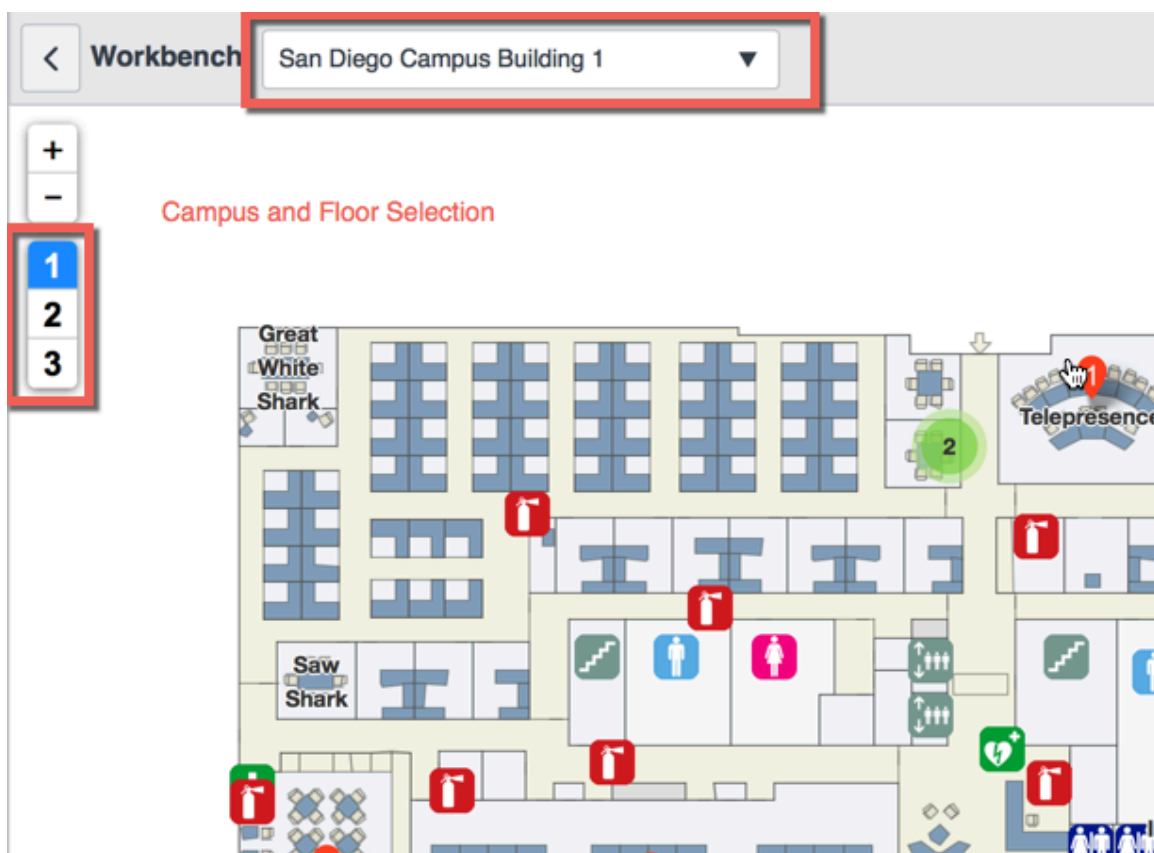 Workbench
San Diego Campus Building 1
+
−
Campus and Floor Selection
1
2
3
Great
White
Shark
1
Telepresence
2
Saw
Shark